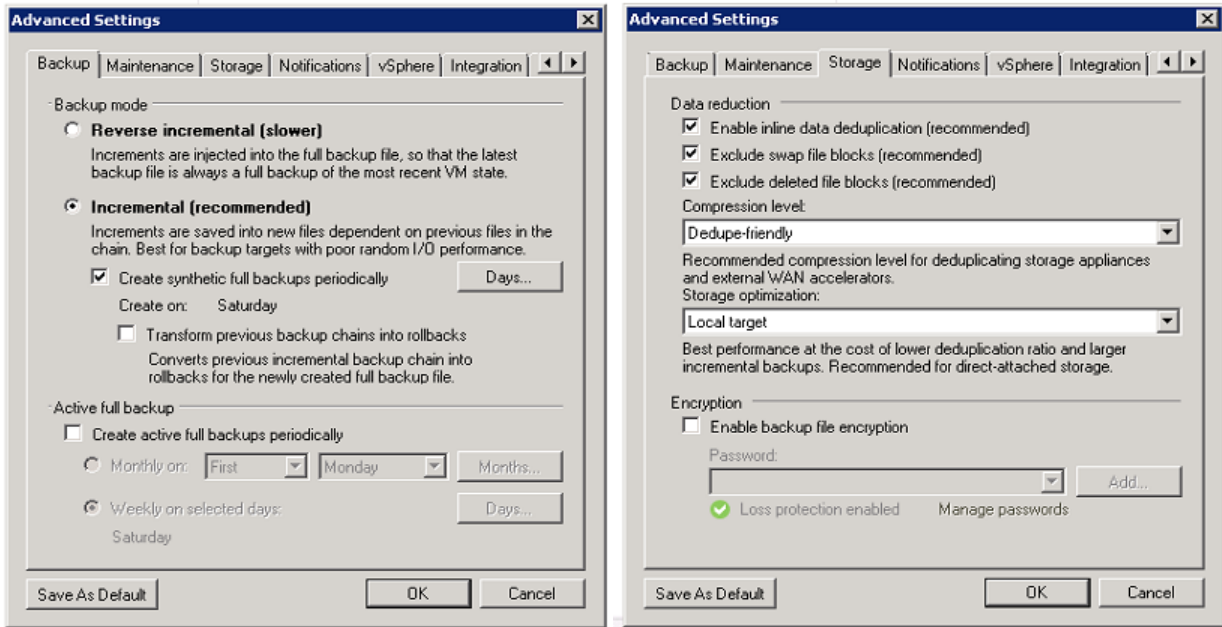 Advanced Settings
Backup Maintenance Storage Notifications vSphere Integration
Backup mode
Reverse incremental (slower)
Increments are injected into the full backup file, so that the latest
backup file is always a full backup of the most recent VM state.
Incremental (recommended)
Increments are saved into new files dependent on previous files in the
chain. Best for backup targets with poor random I/O performance.
Create synthetic full backups periodically Days...
Create on: Saturday
Transform previous backup chains into rollbacks
Converts previous incremental backup chain into
rollbacks for the newly created full backup file.
Active full backup
Create active full backups periodically
Monthly on: First Monday Months...
Weekly on selected days: Days...
Saturday
Save As Default OK Cancel
Advanced Settings
Backup Maintenance Storage Notifications vSphere Integration
Data reduction
Enable inline data deduplication (recommended)
Exclude swap file blocks (recommended)
Exclude deleted file blocks (recommended)
Compression level:
Dedupe-friendly
Recommended compression level for deduplicating storage appliances
and external WAN accelerators.
Storage optimization:
Local target
Best performance at the cost of lower deduplication ratio and larger
incremental backups. Recommended for direct-attached storage.
Encryption
Enable backup file encryption
Password:
Add...
Loss protection enabled Manage passwords
Save As Default OK Cancel